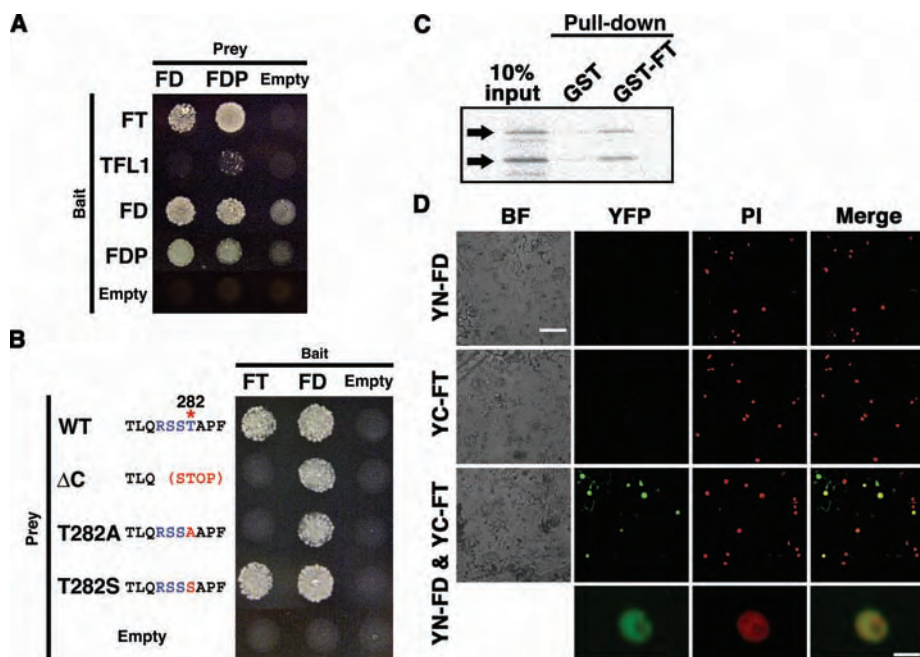 A
Prey
FD FDP Empty
Bait
FT
TFL1
FD
FDP
Empty
B
Bait
FT FD Empty
Prey
282
*
WT TLQRSSTAPF
ΔC TLQ (STOP)
T282A TLQRSSAAPF
T282S TLQRSSSAPF
Empty
C
Pull-down
10% input GST GST-FT
D
BF YFP PI Merge
YN-FD
YC-FT
YN-FD & YC-FT